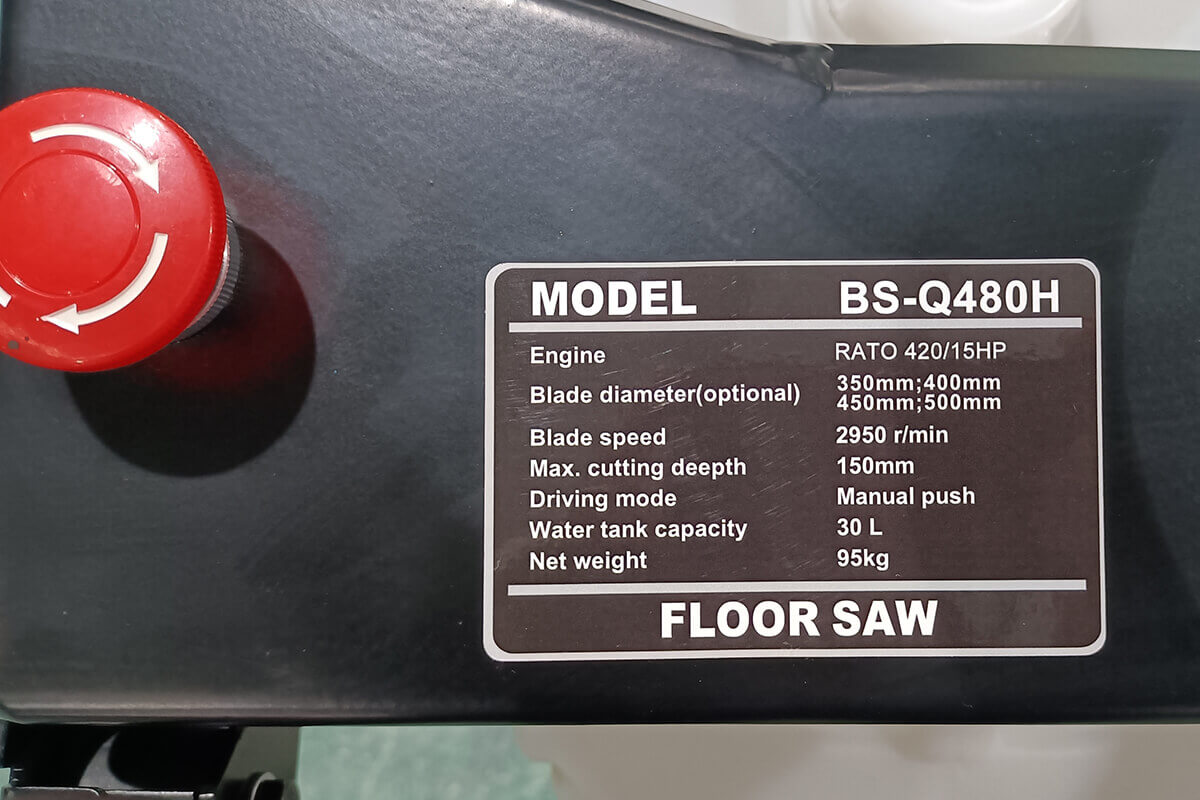 MODEL BS-Q480H
Engine RATO 420/15HP
Blade diameter(optional) 350mm;400mm
450mm;500mm
Blade speed 2950 r/min
Max. cutting deepth 150mm
Driving mode Manual push
Water tank capacity 30 L
Net weight 95kg
FLOOR SAW